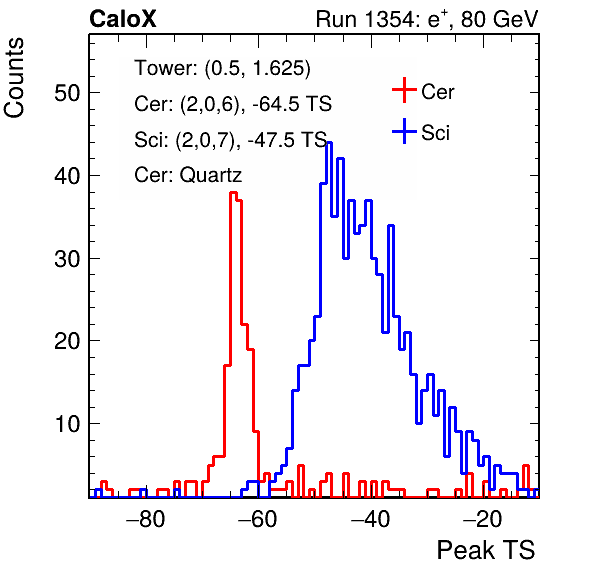 CaloX Run 1354: e⁺, 80 GeV
Counts
Tower: (0.5, 1.625)
Cer: (2,0,6), -64.5 TS
Sci: (2,0,7), -47.5 TS
Cer: Quartz
Cer
Sci
50
40
30
20
10
−80 −60 −40 −20
Peak TS